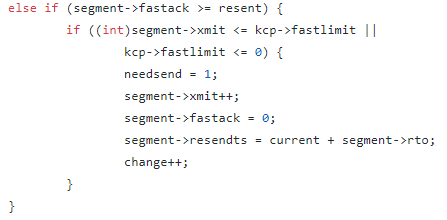 else if (segment->fastack >= resent) {
if ((int)segment->xmit <= kcp->fastlimit ||
kcp->fastlimit <= 0) {
needsend = 1;
segment->xmit++;
segment->fastack = 0;
segment->resendts = current + segment->rto;
change++;
}
}